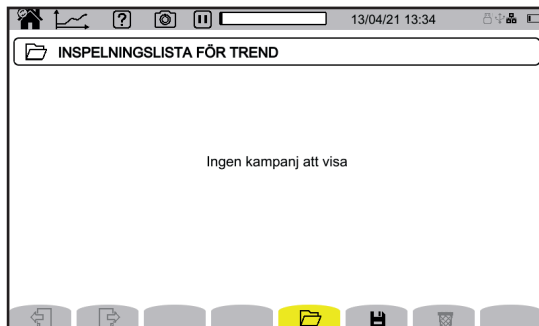 13/04/21 13:34
INSPELNINGSLISTA FÖR TREND
Ingen kampanj att visa